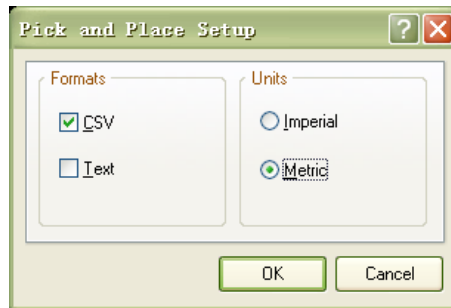 Pick and Place Setup
Formats
Units
CSV
Imperial
Text
Metric
OK
Cancel